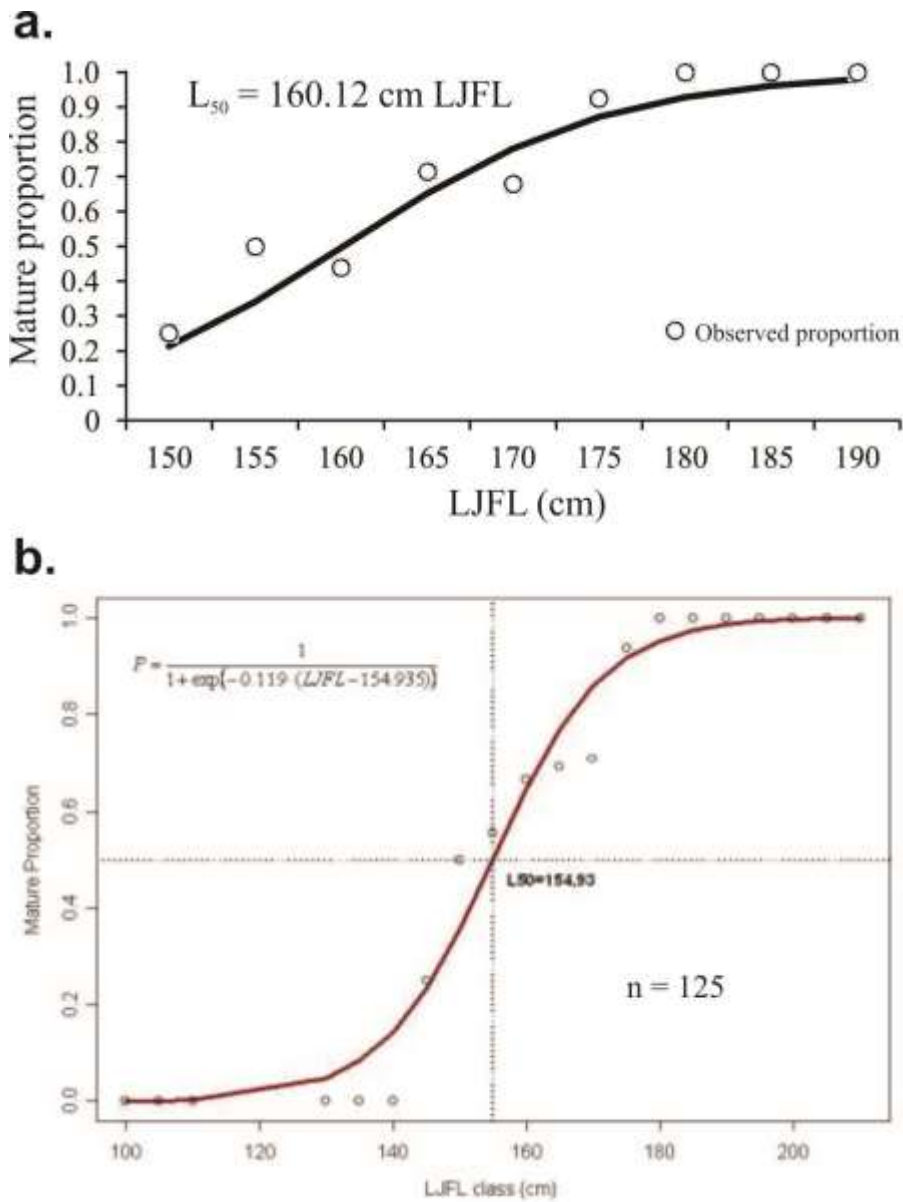 a.
Mature proportion
1.0
0.9
0.8
0.7
0.6
0.5
0.4
0.3
0.2
0.1
0
L₅₀ = 160.12 cm LJFL
Observed proportion
150 155 160 165 170 175 180 185 190
LJFL (cm)
b.
Mature Proportion
1.0
0.8
0.6
0.4
0.2
0.0
P = 1 / 1+exp(-0.119 (LJFL-154.935))
L50=154,93
n = 125
100 120 140 160 180 200
LJFL class (cm)